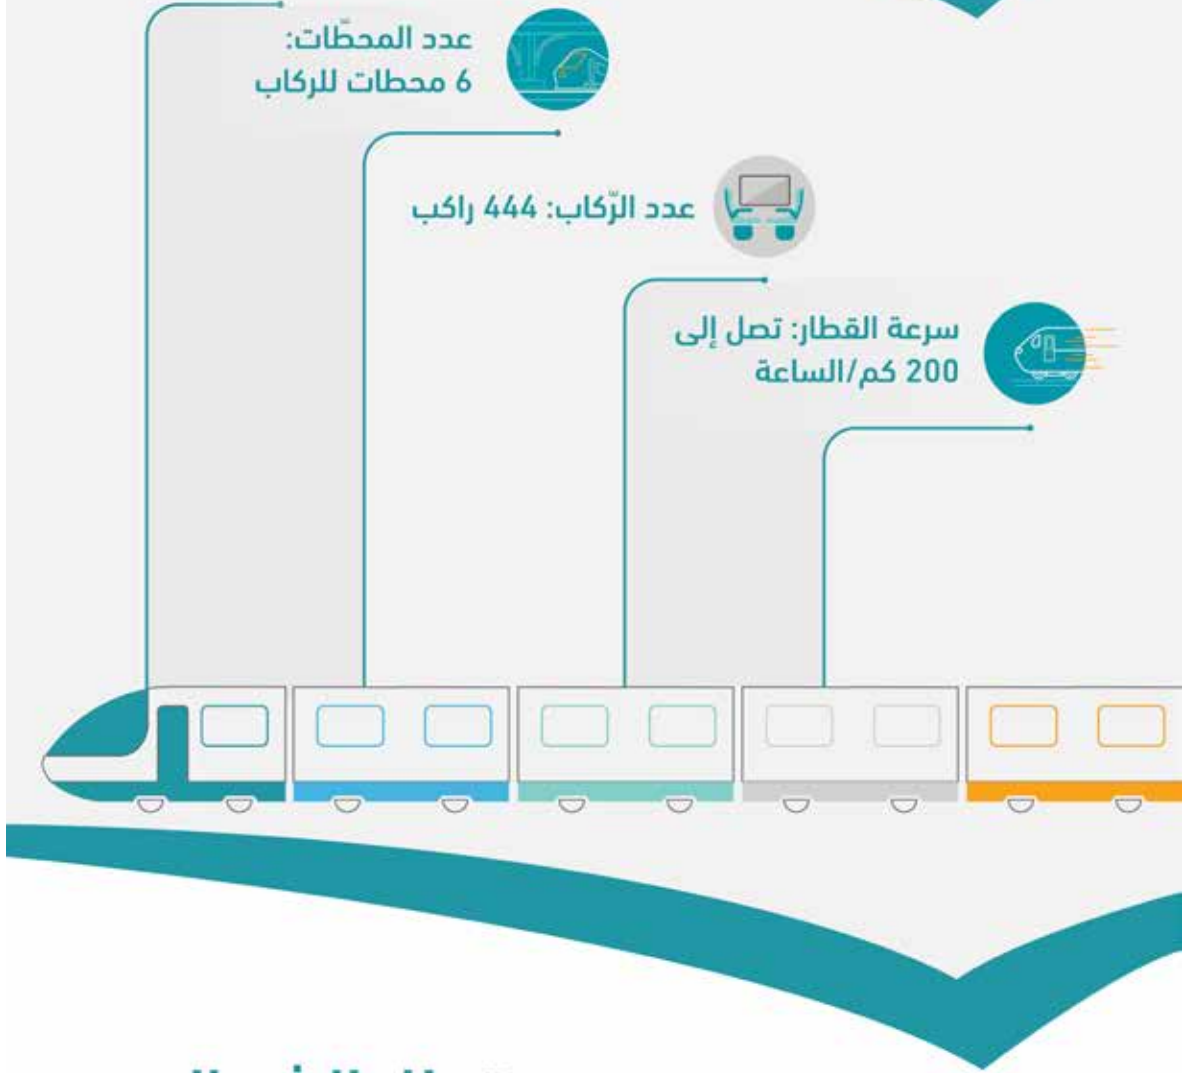 عدد المحطّات:
6 محطات للركاب
عدد الرّكاب: 444 راكب
سرعة القطار: تصل إلى
200 كم/الساعة